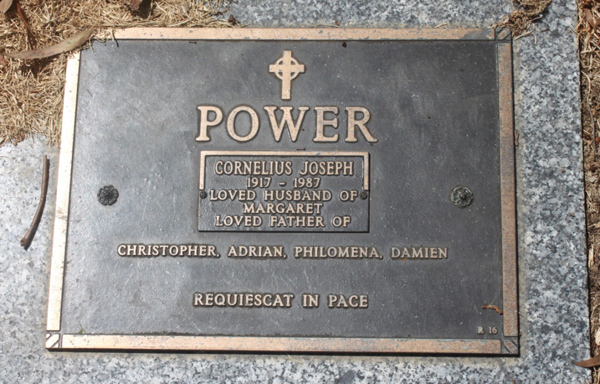 POWER
CORNELIUS JOSEPH
1917 - 1987
LOVED HUSBAND OF
MARGARET
LOVED FATHER OF
CHRISTOPHER, ADRIAN, PHILOMENA, DAMIEN
REQUIESCAT IN PACE
R 16